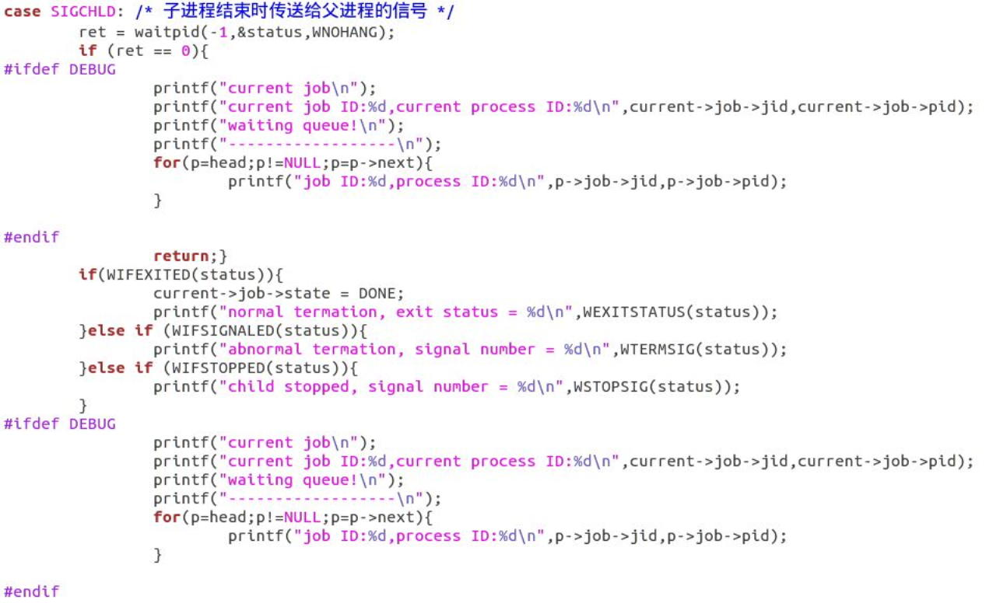 case SIGCHLD: /* 子进程结束时传送给父进程的信号 */
        ret = waitpid(-1,&status,WNOHANG);
        if (ret == 0){
#ifdef DEBUG
                printf("current job\n");
                printf("current job ID:%d,current process ID:%d\n",current->job->jid,current->job->pid);
                printf("waiting queue!\n");
                printf("------------------\n");
                for(p=head;p!=NULL;p=p->next){
                        printf("job ID:%d,process ID:%d\n",p->job->jid,p->job->pid);
                }
#endif
                return;}
        if(WIFEXITED(status)){
                current->job->state = DONE;
                printf("normal termation, exit status = %d\n",WEXITSTATUS(status));
        }else if (WIFSIGNALED(status)){
                printf("abnormal termation, signal number = %d\n",WTERMSIG(status));
        }else if (WIFSTOPPED(status)){
                printf("child stopped, signal number = %d\n",WSTOPSIG(status));
        }
#ifdef DEBUG
                printf("current job\n");
                printf("current job ID:%d,current process ID:%d\n",current->job->jid,current->job->pid);
                printf("waiting queue!\n");
                printf("------------------\n");
                for(p=head;p!=NULL;p=p->next){
                        printf("job ID:%d,process ID:%d\n",p->job->jid,p->job->pid);
                }
#endif